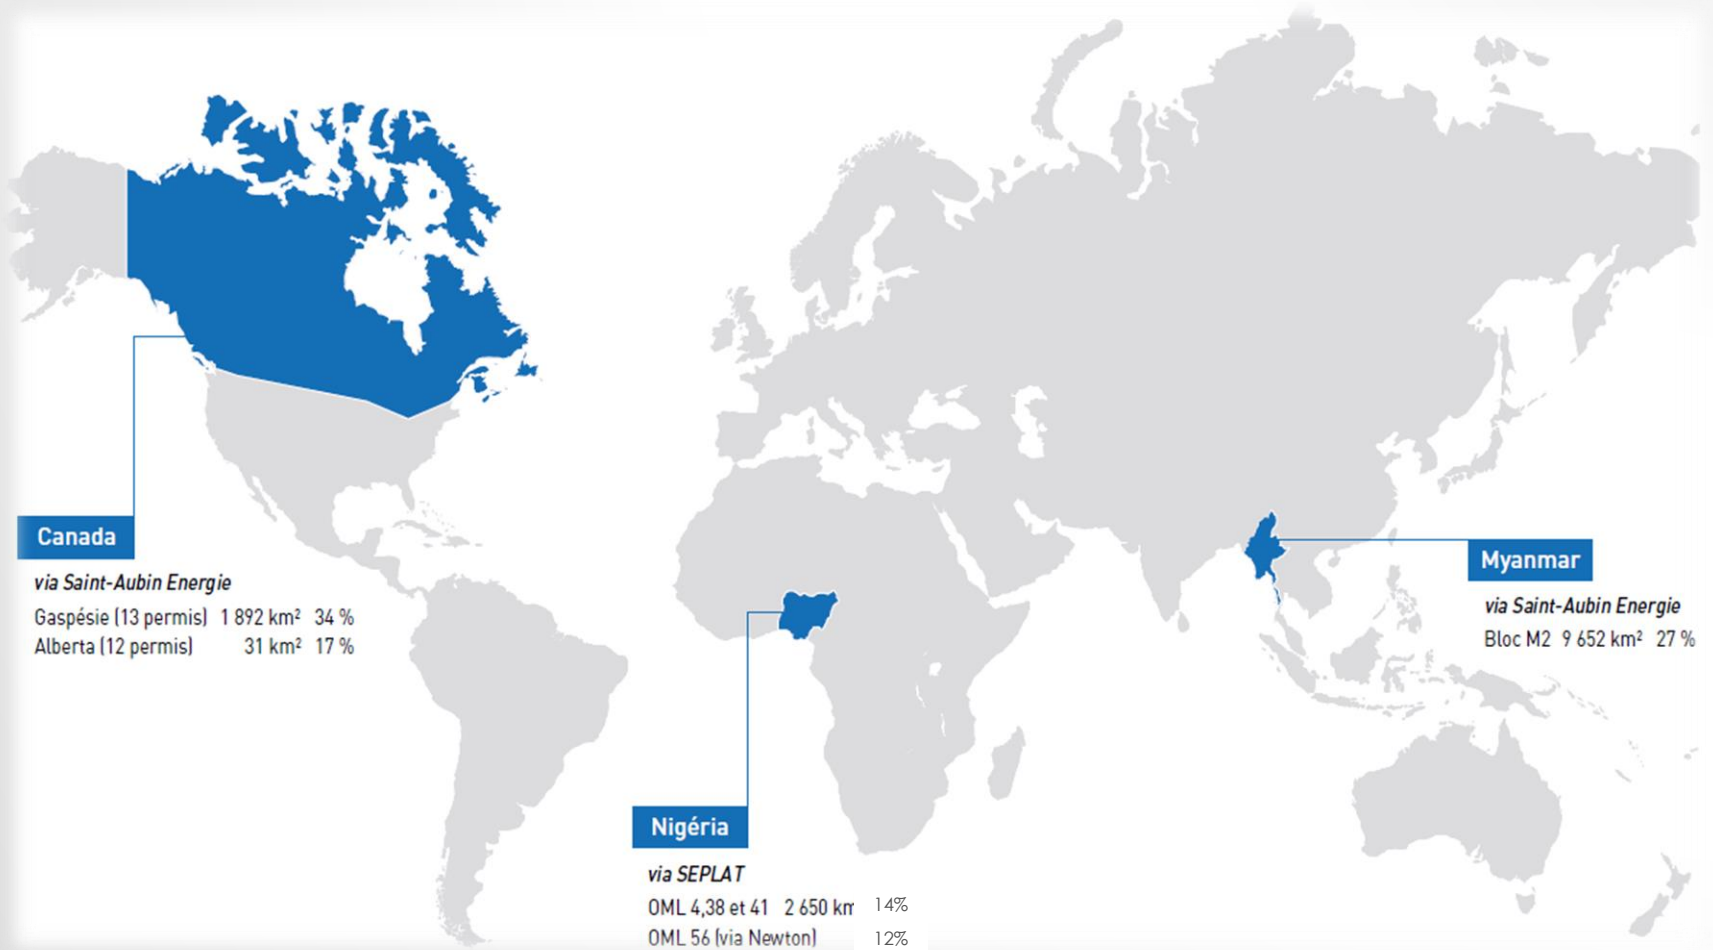 Canada
via Saint-Aubin Energie
Gaspésie (13 permis) 1 892 km² 34 %
Alberta (12 permis) 31 km² 17 %
Myanmar
via Saint-Aubin Energie
Bloc M2 9 652 km² 27 %
Nigéria
via SEPLAT
OML 4,38 et 41 2 650 km 14%
OML 56 (via Newton) 12%